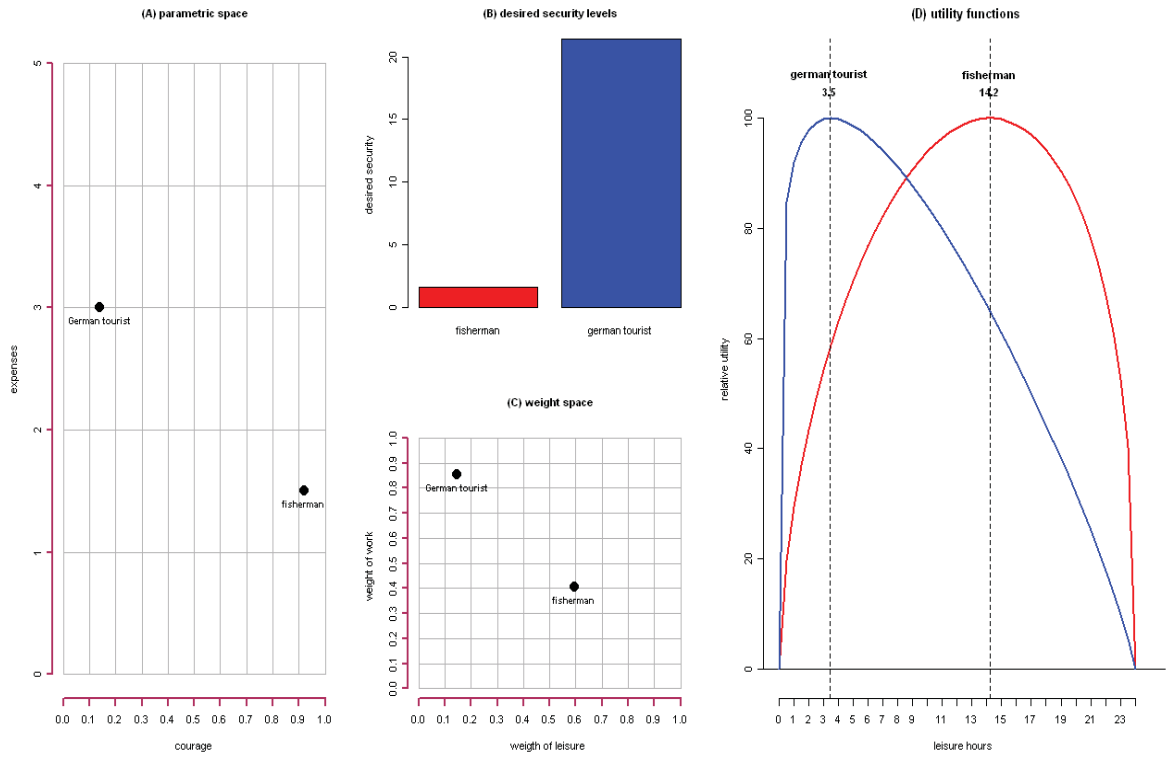 (A) parametric space
expenses
0 1 2 3 4 5
German tourist
fisherman
0.0 0.1 0.2 0.3 0.4 0.5 0.6 0.7 0.8 0.9 1.0
courage
(B) desired security levels
desired security
0 5 10 15 20
fisherman german tourist
(C) weight space
weight of work
0.0 0.1 0.2 0.3 0.4 0.5 0.6 0.7 0.8 0.9 1.0
German tourist
fisherman
0.0 0.1 0.2 0.3 0.4 0.5 0.6 0.7 0.8 0.9 1.0
weigth of leisure
(D) utility functions
german tourist fisherman
3.5 14.2
relative utility
0 20 40 60 80 100
0 1 2 3 4 5 6 7 8 9 11 13 15 17 19 21 23
leisure hours